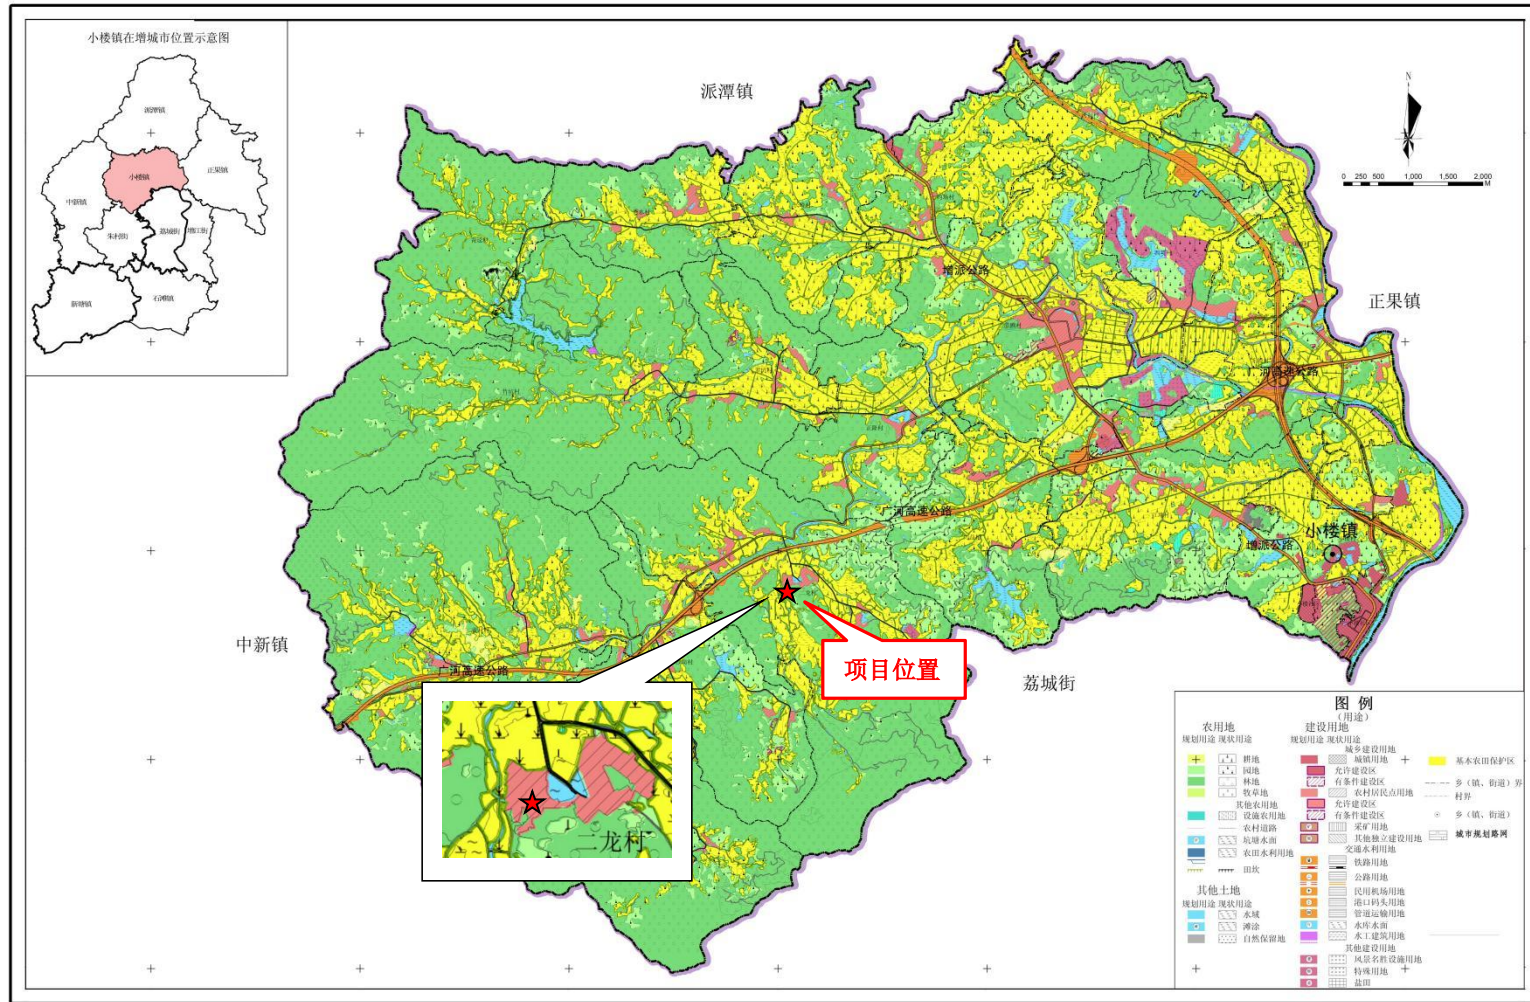 小楼镇在增城市位置示意图
派潭镇
正果镇
小楼镇
中新镇
朱村街
荔城街
增江街
新塘镇
石滩镇
派潭镇
N
0 250 500 1,000 1,500 2,000
M
正果镇
增派公路
广河高速公路
广河高速公路
小楼镇
增派公路
中新镇
广河高速公路
项目位置
荔城街
二龙村
图 例
(用途)
农用地
规划用途 现状用途
耕地
园地
林地
牧草地
其他农用地
设施农用地
农村道路
坑塘水面
农田水利用地
田坎
其他土地
规划用途 现状用途
水域
滩涂
自然保留地
建设用地
规划用途 现状用途
城乡建设用地
城镇用地
允许建设区
有条件建设区
农村居民点用地
允许建设区
有条件建设区
采矿用地
其他独立建设用地
交通水利用地
铁路用地
公路用地
民用机场用地
港口码头用地
管道运输用地
水库水面
水工建筑用地
其他建设用地
风景名胜设施用地
特殊用地
盐田
基本农田保护区
乡（镇、街道）界
村界
乡（镇、街道）
城市规划路网